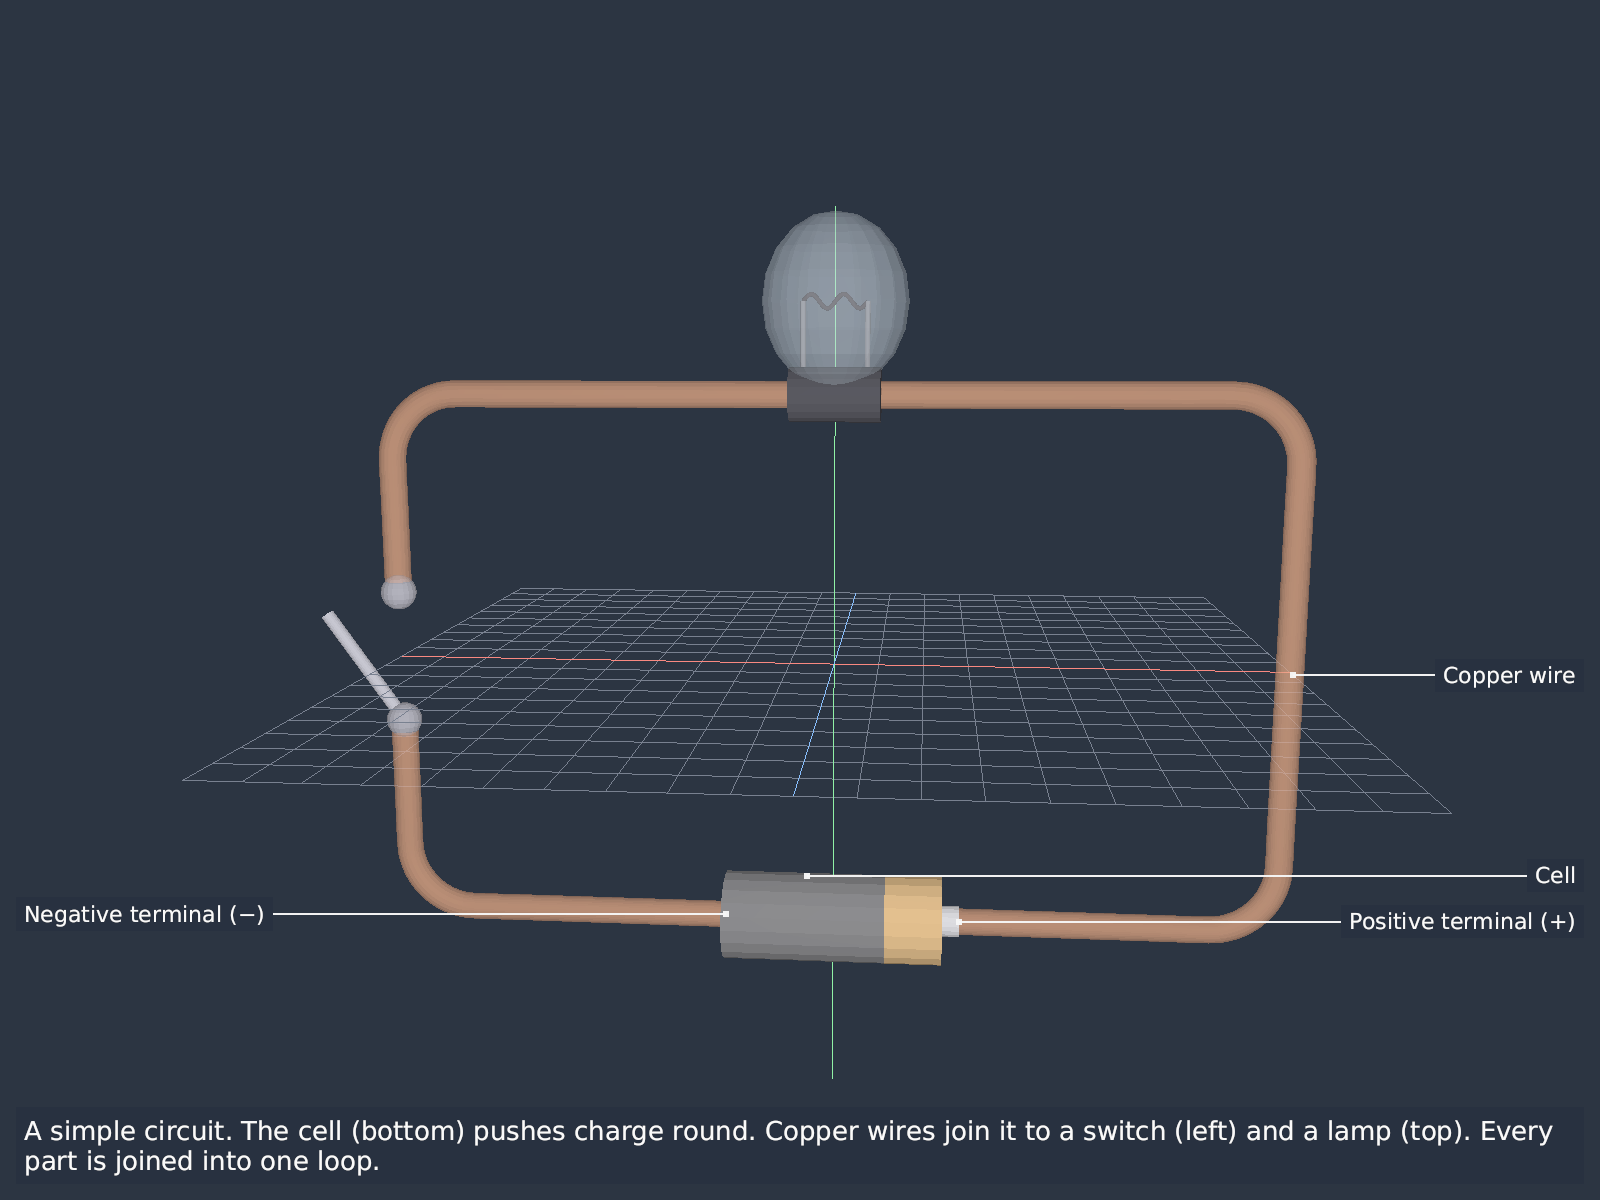 Copper wire
Cell
Negative terminal (−)
Positive terminal (+)
A simple circuit. The cell (bottom) pushes charge round. Copper wires join it to a switch (left) and a lamp (top). Every
part is joined into one loop.